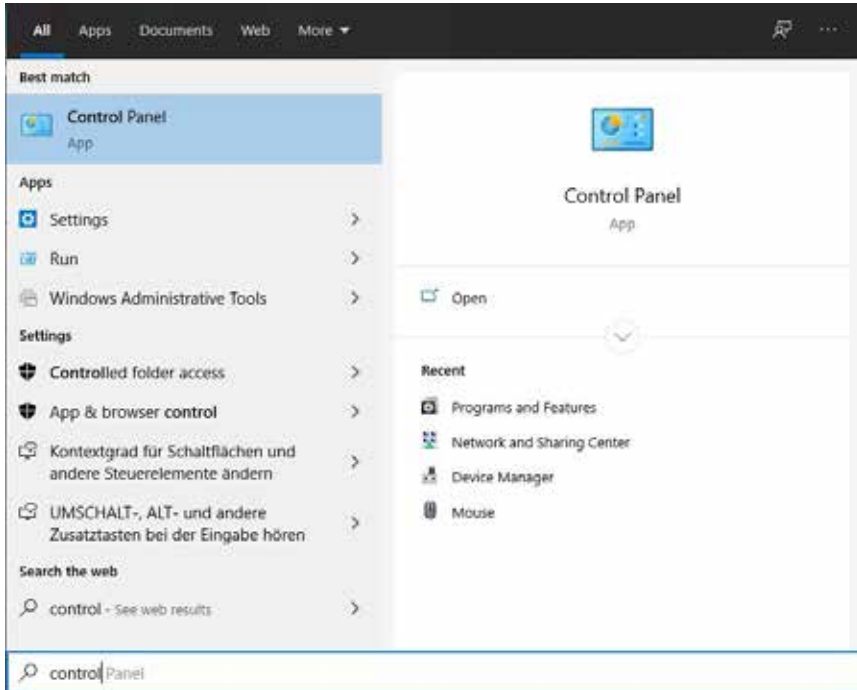 All Apps Documents Web More
Best match
Control Panel
App
Apps
Settings
Run
Windows Administrative Tools
Settings
Controlled folder access
App & browser control
Kontextgrad für Schaltflächen und
andere Steuerelemente ändern
UMSCHALT-, ALT- und andere
Zusatztasten bei der Eingabe hören
Search the web
control - See web results
Control Panel
App
Open
Recent
Programs and Features
Network and Sharing Center
Device Manager
Mouse
control Panel